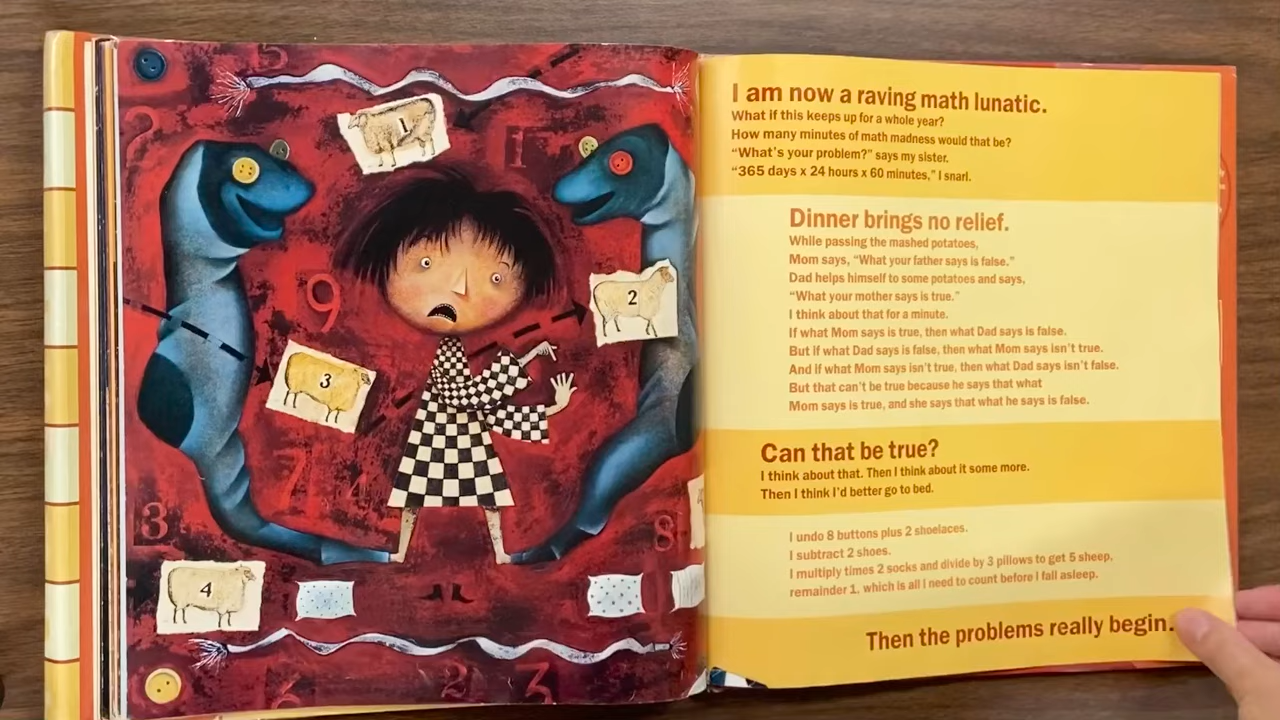 5
1
1
9
2
3
7 4
3
8
4
2 3
I am now a raving math lunatic.
What if this keeps up for a whole year?
How many minutes of math madness would that be?
“What’s your problem?” says my sister.
“365 days x 24 hours x 60 minutes,” I snarl.
Dinner brings no relief.
While passing the mashed potatoes,
Mom says, “What your father says is false.”
Dad helps himself to some potatoes and says,
“What your mother says is true.”
I think about that for a minute.
If what Mom says is true, then what Dad says is false.
But if what Dad says is false, then what Mom says isn’t true.
And if what Mom says isn’t true, then what Dad says isn’t false.
But that can’t be true because he says that what
Mom says is true, and she says that what he says is false.
Can that be true?
I think about that. Then I think about it some more.
Then I think I’d better go to bed.
I undo 8 buttons plus 2 shoelaces.
I subtract 2 shoes.
I multiply times 2 socks and divide by 3 pillows to get 5 sheep,
remainder 1, which is all I need to count before I fall asleep.
Then the problems really begin.